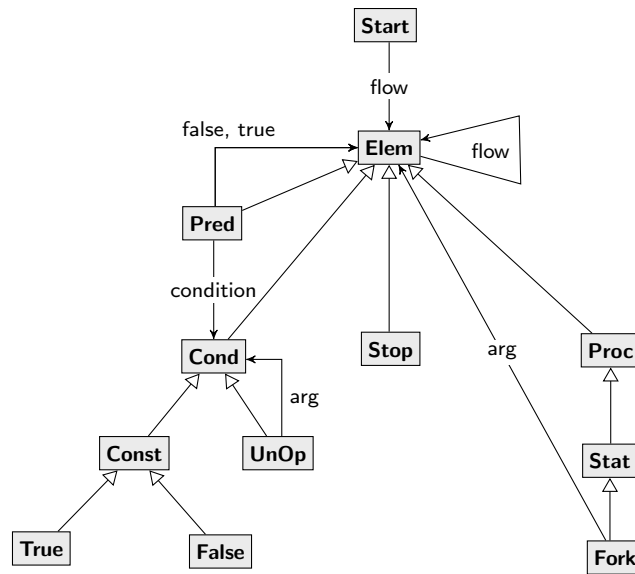 Start
flow
false, true
Elem
flow
Pred
condition
Cond
Stop
arg
Proc
arg
Const
UnOp
Stat
True
False
Fork